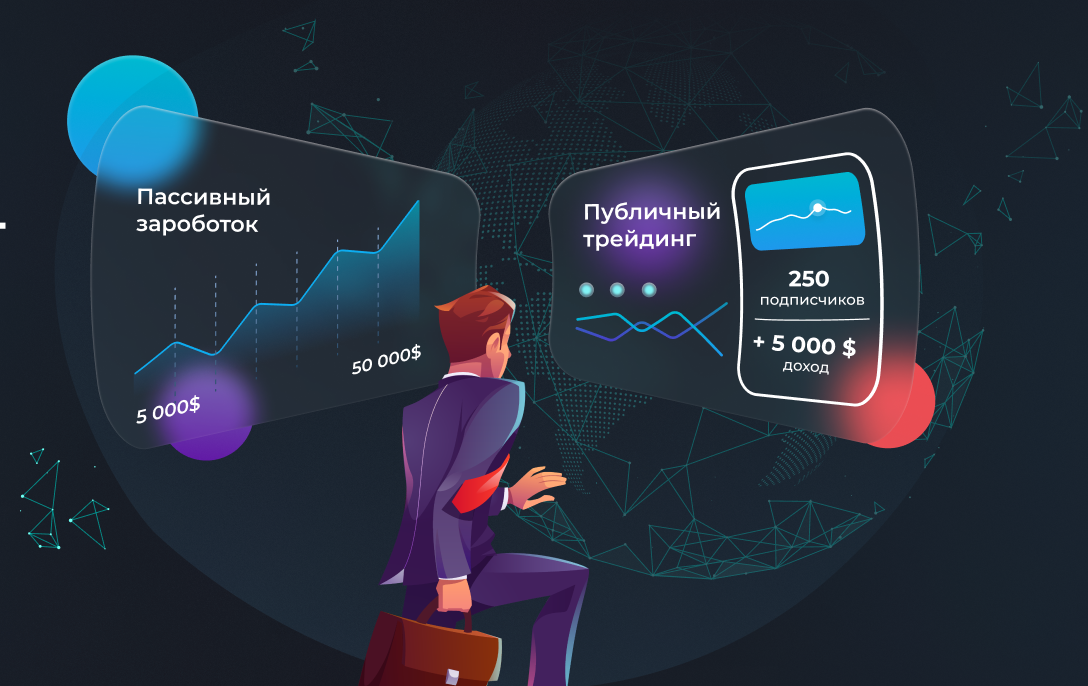 Пассивный
зароботок
5 000$
50 000$
Публичный
трейдинг
250
подписчиков
+ 5 000 $
доход